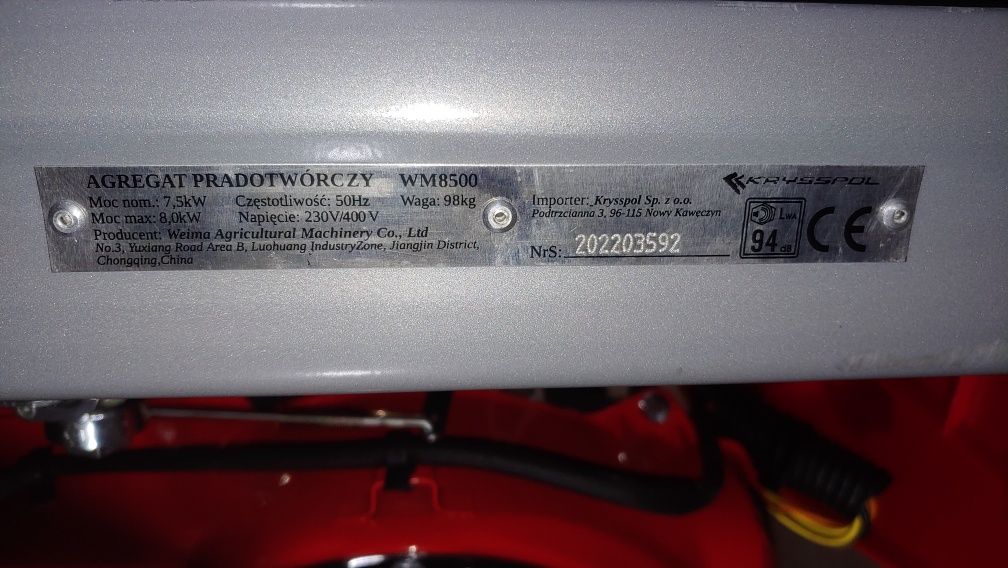 AGREGAT PRADOTWÓRCZY WM8500
Moc nom.: 7,5kW Częstotliwość: 50Hz Waga: 98kg
Moc max: 8,0kW Napięcie: 230V/400V
Producent: Weima Agricultural Machinery Co., Ltd
No.3, Yuxiang Road Area B, Luohuang IndustryZone, Jiangjin District,
Chongqing,China
KRYSSPOL
Importer: Krysspol Sp. z o.o.
Podtrzcianna 3, 96-115 Nowy Kawęczyn
NrS: 202203592
LWA
94 dB
CE